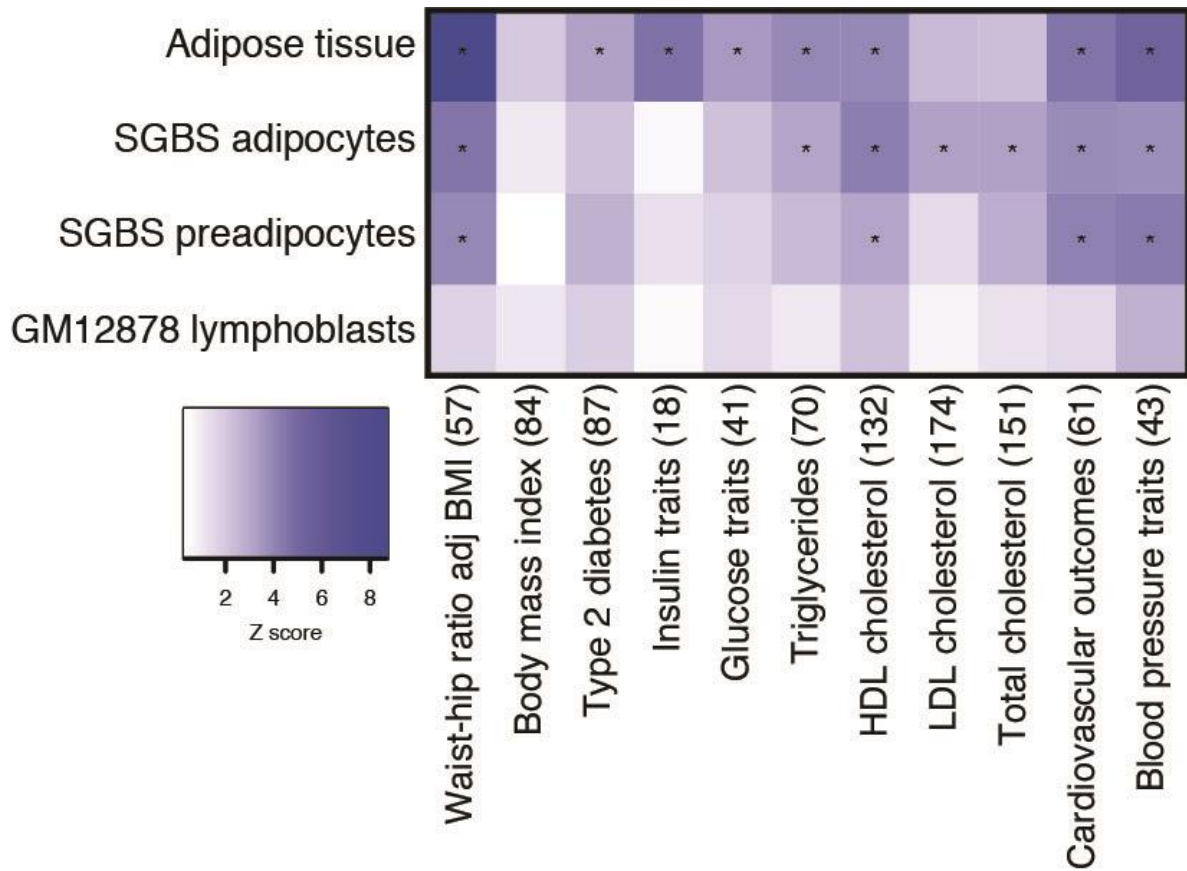 Adipose tissue
* * * * * * * *
SGBS adipocytes
* * * * * * *
SGBS preadipocytes
* * * *
GM12878 lymphoblasts
2 4 6 8
Z score
Waist-hip ratio adj BMI (57)
Body mass index (84)
Type 2 diabetes (87)
Insulin traits (18)
Glucose traits (41)
Triglycerides (70)
HDL cholesterol (132)
LDL cholesterol (174)
Total cholesterol (151)
Cardiovascular outcomes (61)
Blood pressure traits (43)